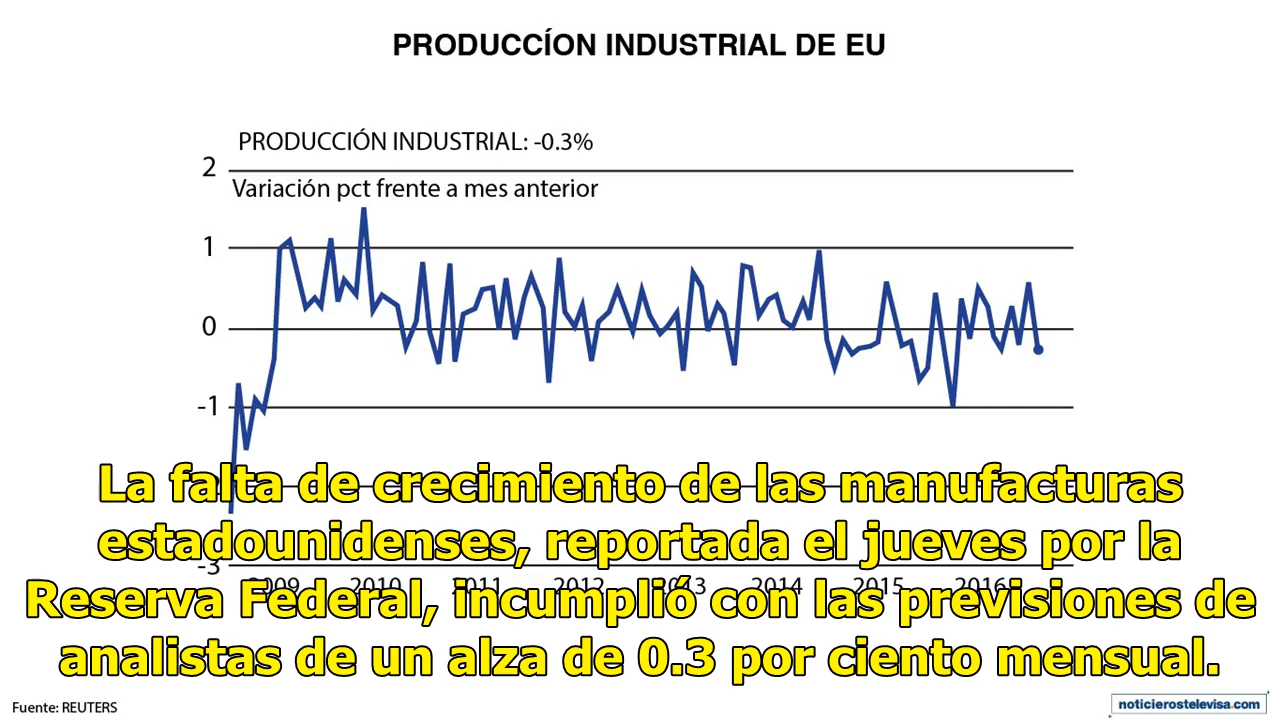 PRODUCCÍON INDUSTRIAL DE EU
PRODUCCIÓN INDUSTRIAL: -0.3%
2
Variación pct frente a mes anterior
1
0
-1
La falta de crecimiento de las manufacturas
estadounidenses, reportada el jueves por la
-3
2009 2010 2011 2012 2013 2014 2015 2016
Reserva Federal, incumplió con las previsiones de
analistas de un alza de 0.3 por ciento mensual.
Fuente: REUTERS
noticierostelevisa.com